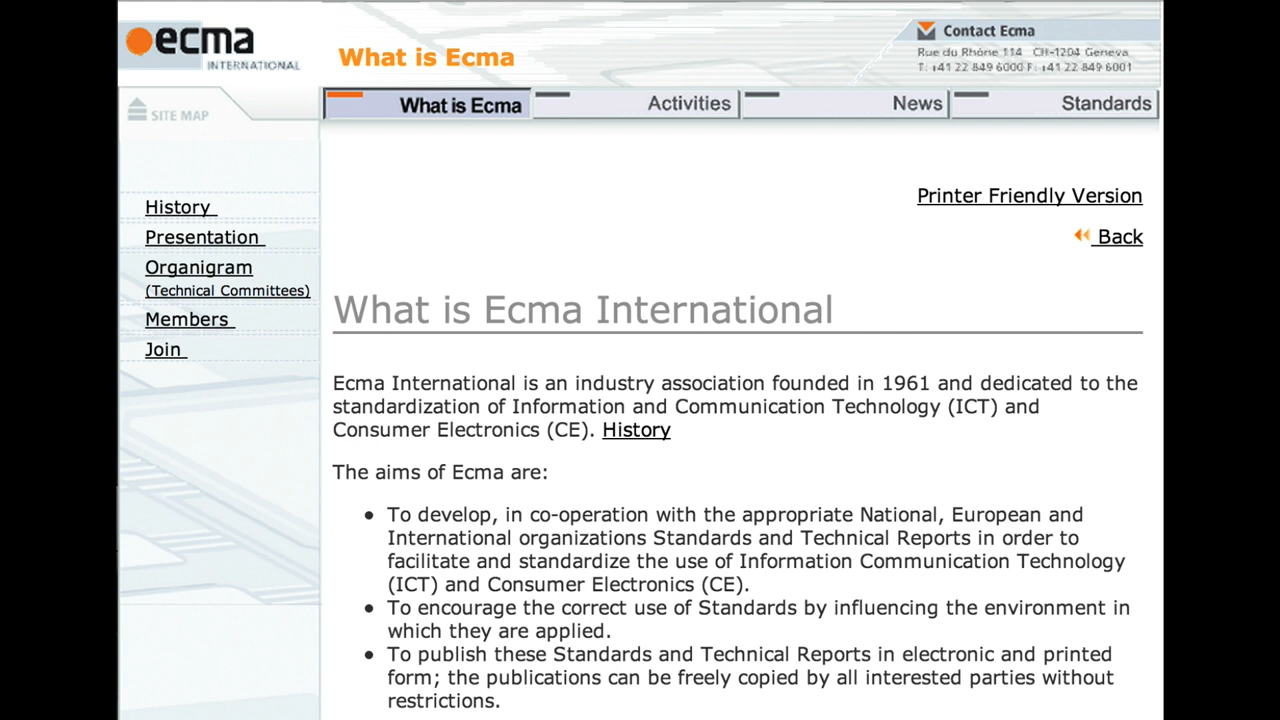 ecma
INTERNATIONAL
What is Ecma
Contact Ecma
Rue du Rhône 114 CH-1204 Geneva
T: +41 22 849 6000 F: +41 22 849 6001
SITE MAP
What is Ecma
Activities
News
Standards
History
Presentation
Organigram
(Technical Committees)
Members
Join
Printer Friendly Version
Back
What is Ecma International
Ecma International is an industry association founded in 1961 and dedicated to the
standardization of Information and Communication Technology (ICT) and
Consumer Electronics (CE). History
The aims of Ecma are:
• To develop, in co-operation with the appropriate National, European and
International organizations Standards and Technical Reports in order to
facilitate and standardize the use of Information Communication Technology
(ICT) and Consumer Electronics (CE).
• To encourage the correct use of Standards by influencing the environment in
which they are applied.
• To publish these Standards and Technical Reports in electronic and printed
form; the publications can be freely copied by all interested parties without
restrictions.